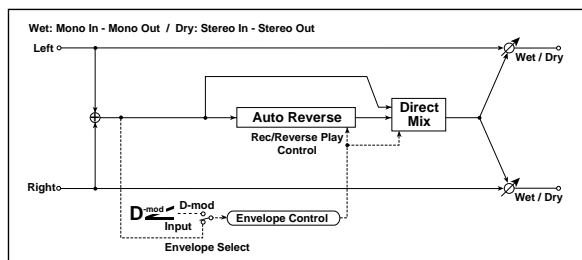 Wet: Mono In - Mono Out / Dry: Stereo In - Stereo Out
Left
Wet / Dry
Auto Reverse
Direct
Mix
Rec/Reverse Play
Control
Right
Wet / Dry
D-mod
D-mod
Input
Envelope Control
Envelope Select